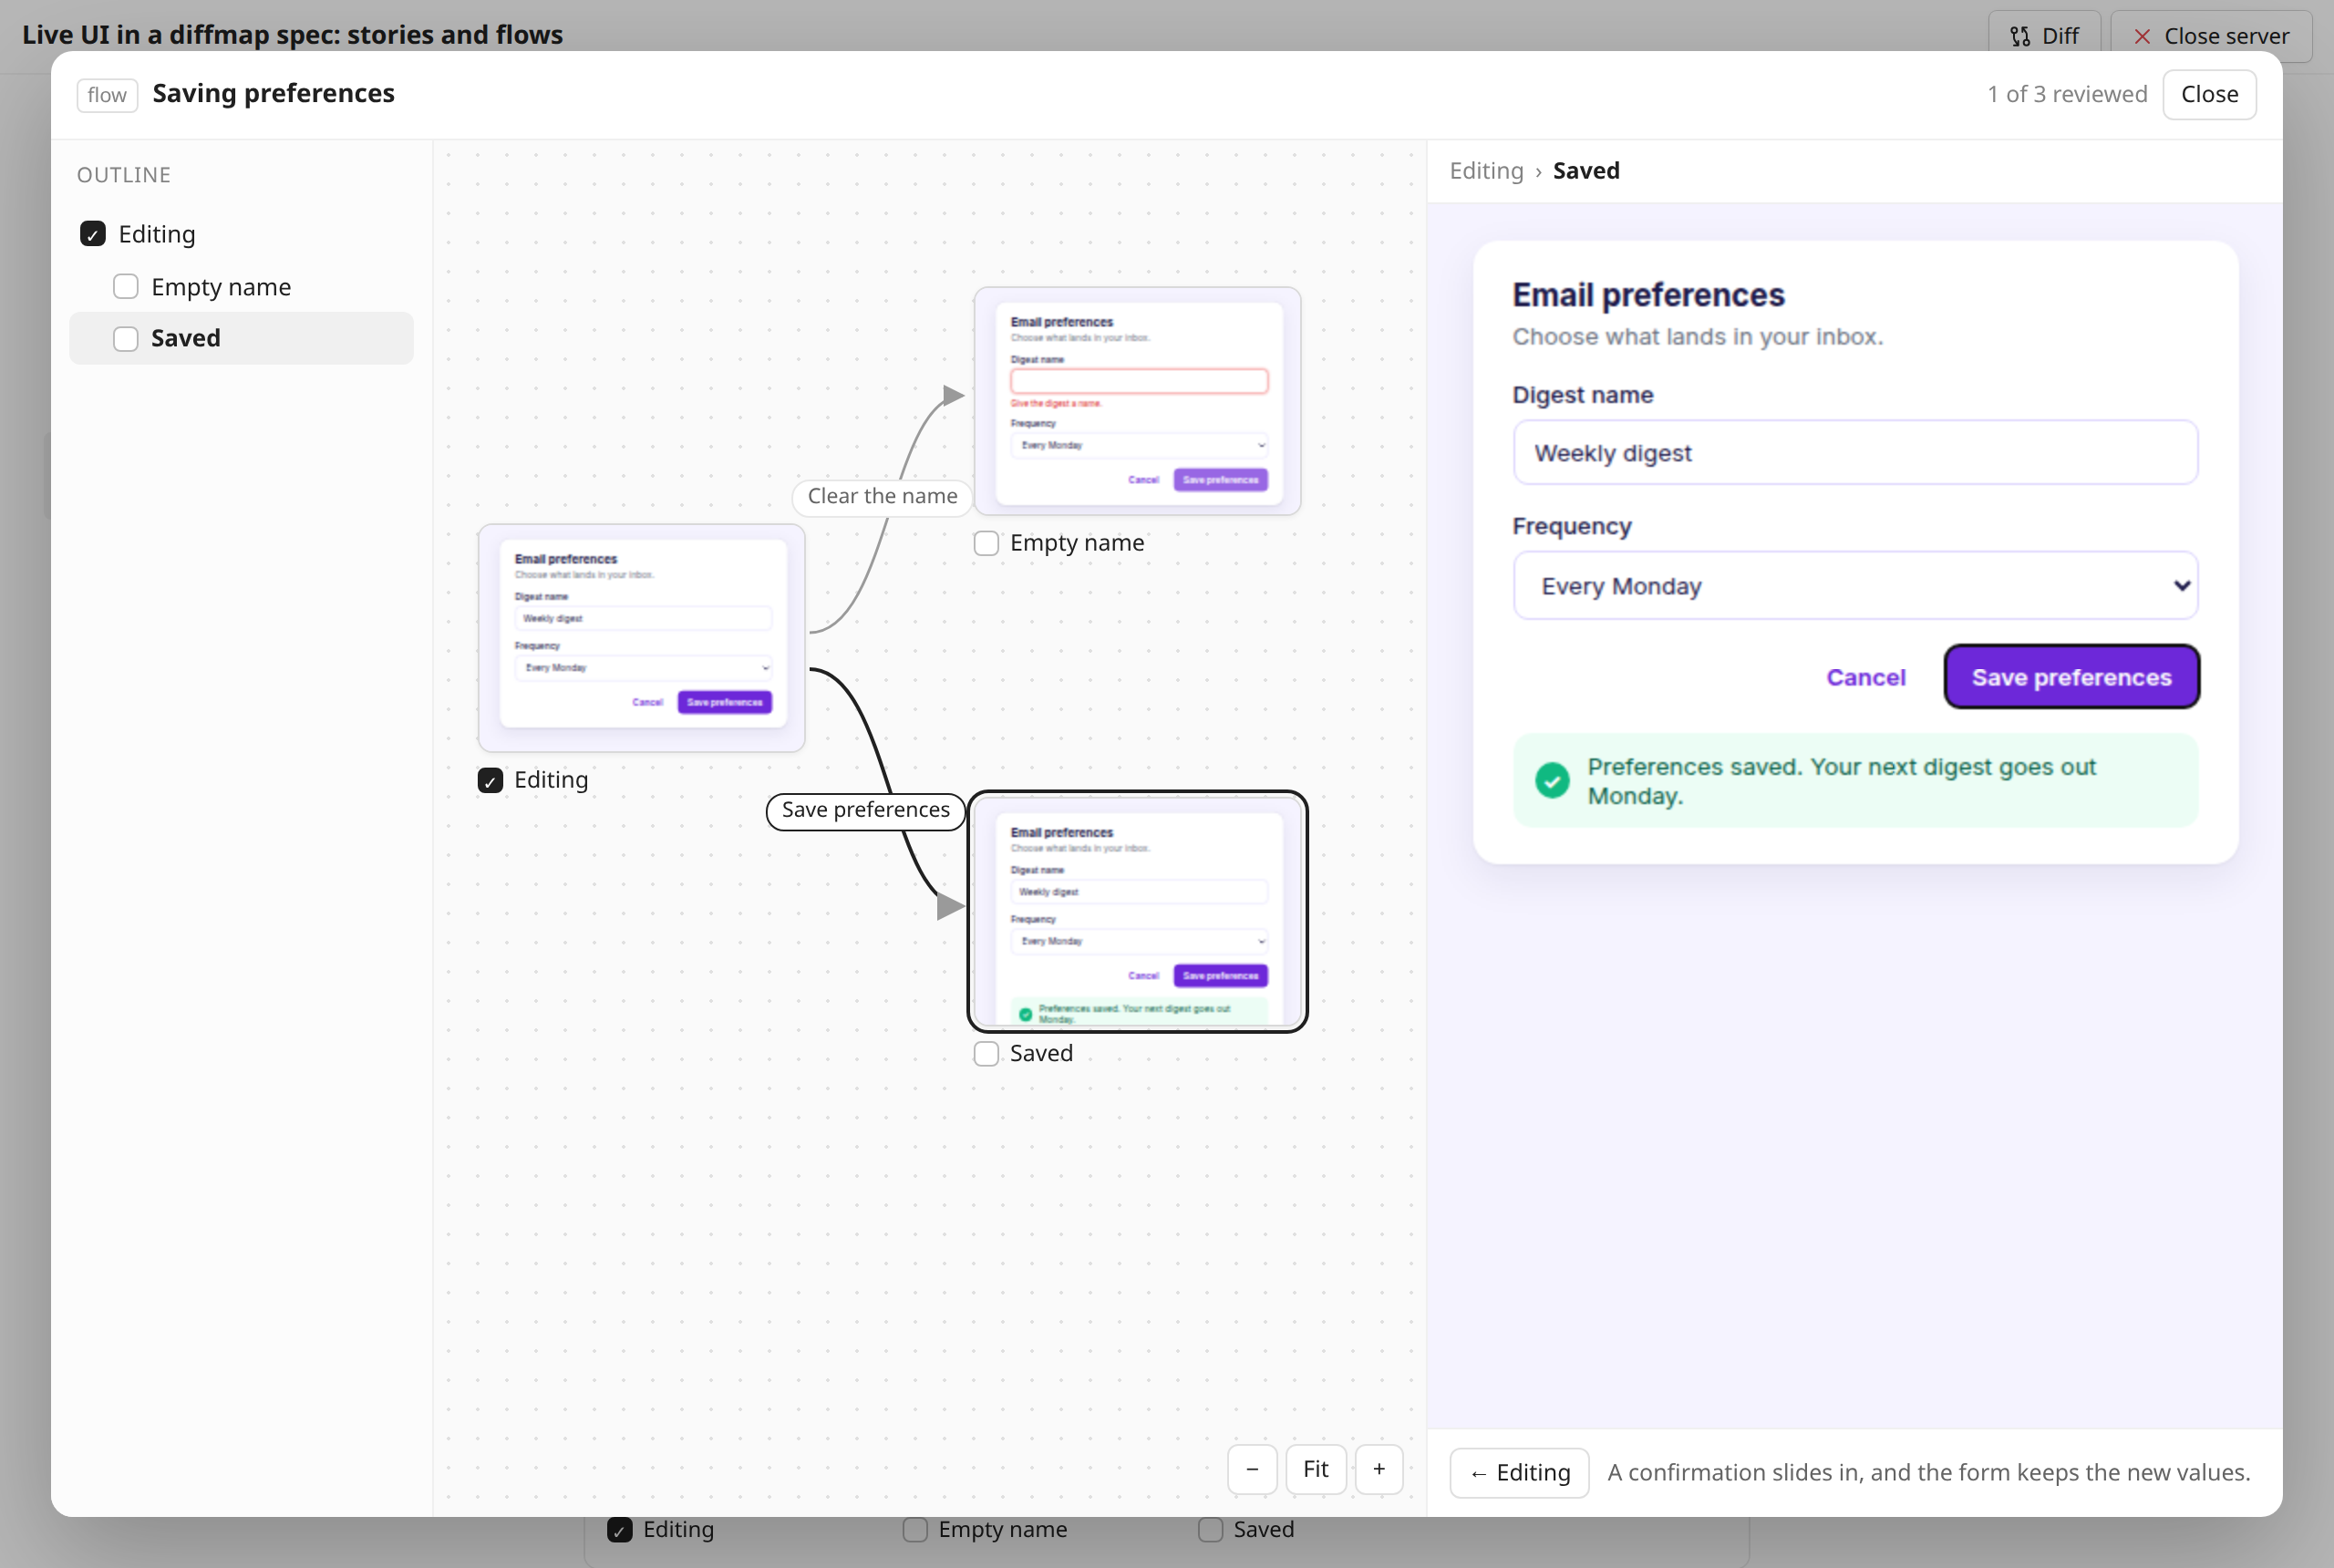 Live UI in a diffmap spec: stories and flows
Diff
Close server
flow
Saving preferences
1 of 3 reviewed
Close
OUTLINE
Editing
Empty name
Saved
Email preferences
Choose what lands in your inbox.
Digest name
Weekly digest
Frequency
Every Monday
Cancel
Save preferences
Editing
Clear the name
Save preferences
Email preferences
Choose what lands in your inbox.
Digest name
Give the digest a name.
Frequency
Every Monday
Cancel
Save preferences
Empty name
Email preferences
Choose what lands in your inbox.
Digest name
Weekly digest
Frequency
Every Monday
Cancel
Save preferences
Preferences saved. Your next digest goes out
Monday.
Saved
− Fit +
Editing › Saved
Email preferences
Choose what lands in your inbox.
Digest name
Weekly digest
Frequency
Every Monday
Cancel
Save preferences
Preferences saved. Your next digest goes out
Monday.
← Editing
A confirmation slides in, and the form keeps the new values.
Editing
Empty name
Saved